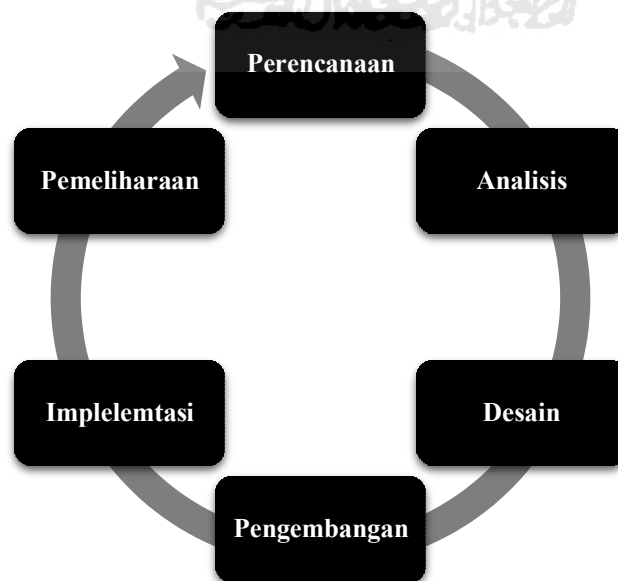 Perencanaan
Analisis
Desain
Pengembangan
Implelemtasi
Pemeliharaan